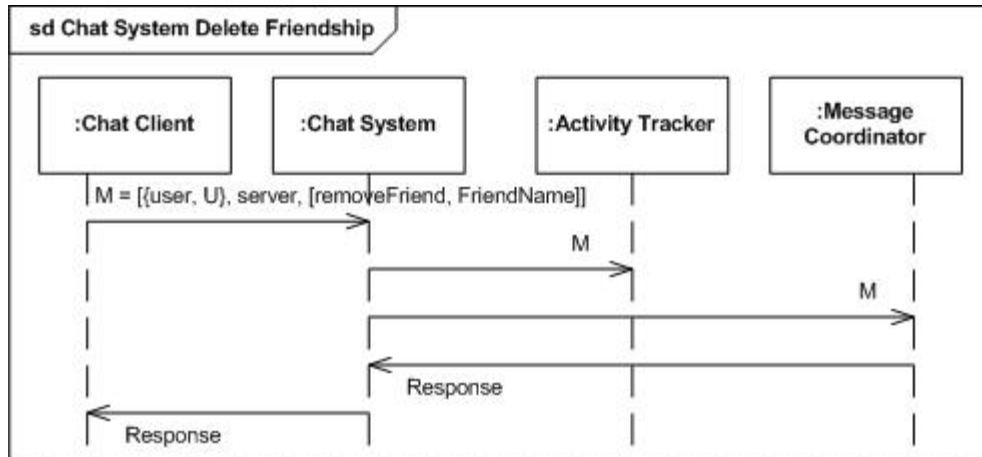 sd Chat System Delete Friendship
:Chat Client
:Chat System
:Activity Tracker
:Message
Coordinator
M = [{user, U}, server, [removeFriend, FriendName]]
M
M
Response
Response